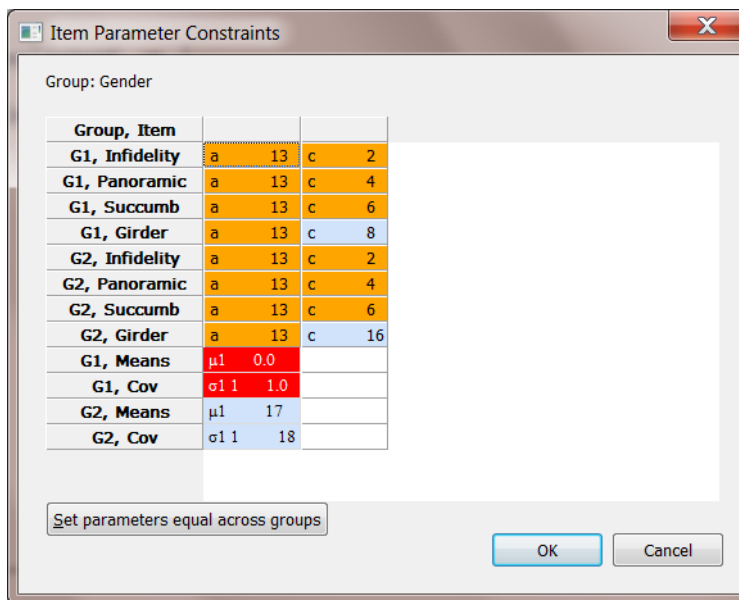 Item Parameter Constraints
Group: Gender
Group, Item
G1, Infidelity a 13 c 2
G1, Panoramic a 13 c 4
G1, Succumb a 13 c 6
G1, Girder a 13 c 8
G2, Infidelity a 13 c 2
G2, Panoramic a 13 c 4
G2, Succumb a 13 c 6
G2, Girder a 13 c 16
G1, Means μ1 0.0
G1, Cov σ1 1 1.0
G2, Means μ1 17
G2, Cov σ1 1 18
Set parameters equal across groups
OK Cancel